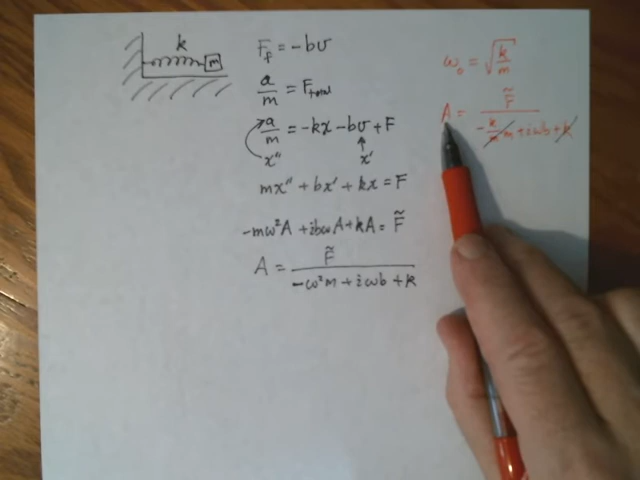 k
m
F_f = -bv
a/m = F_total
a/m = -kx - bv + F
x'' x'
mx'' + bx' + kx = F
-mω²A + ibωA + kA = F̃
A = F̃ / (-ω²m + iωb + k)
ω₀ = √(k/m)
A = F̃ / (-(k/m)m + iωb + k)